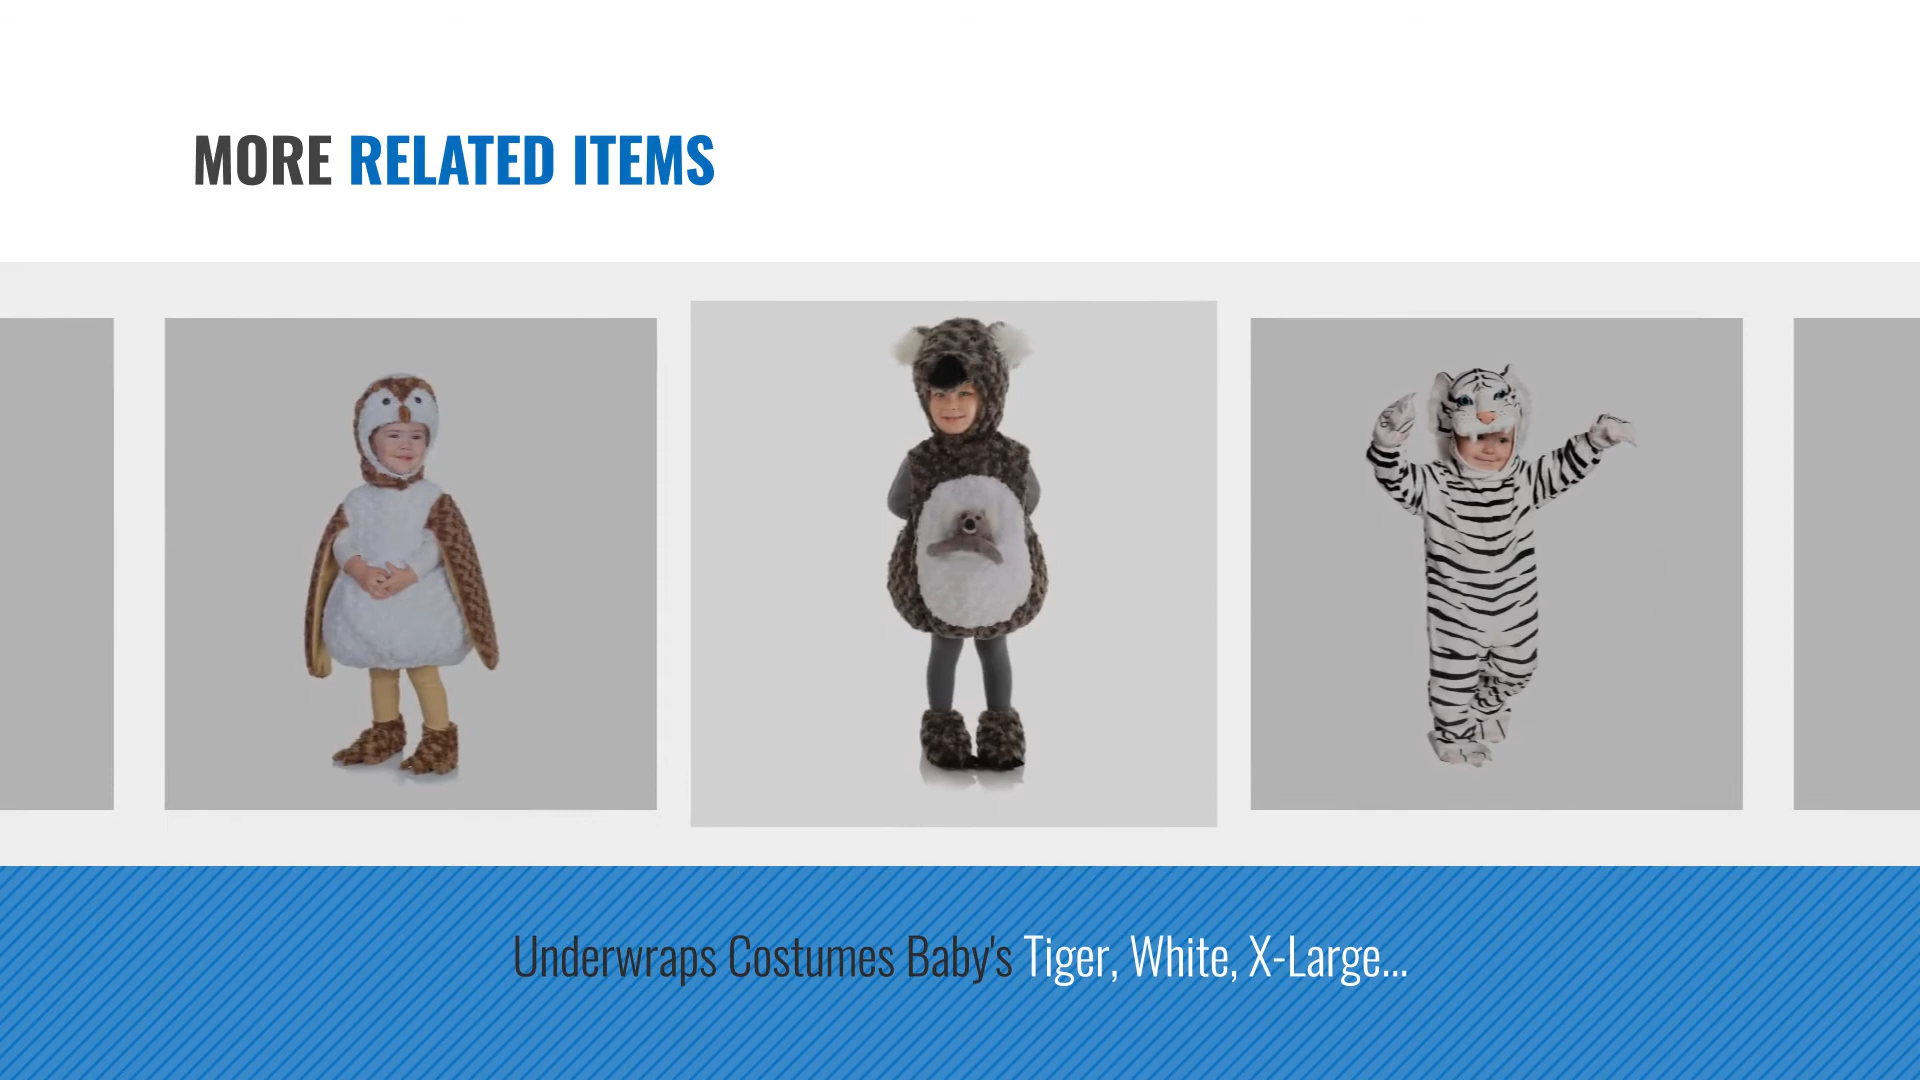 MORE RELATED ITEMS
Underwraps Costumes Baby's Tiger, White, X-Large...